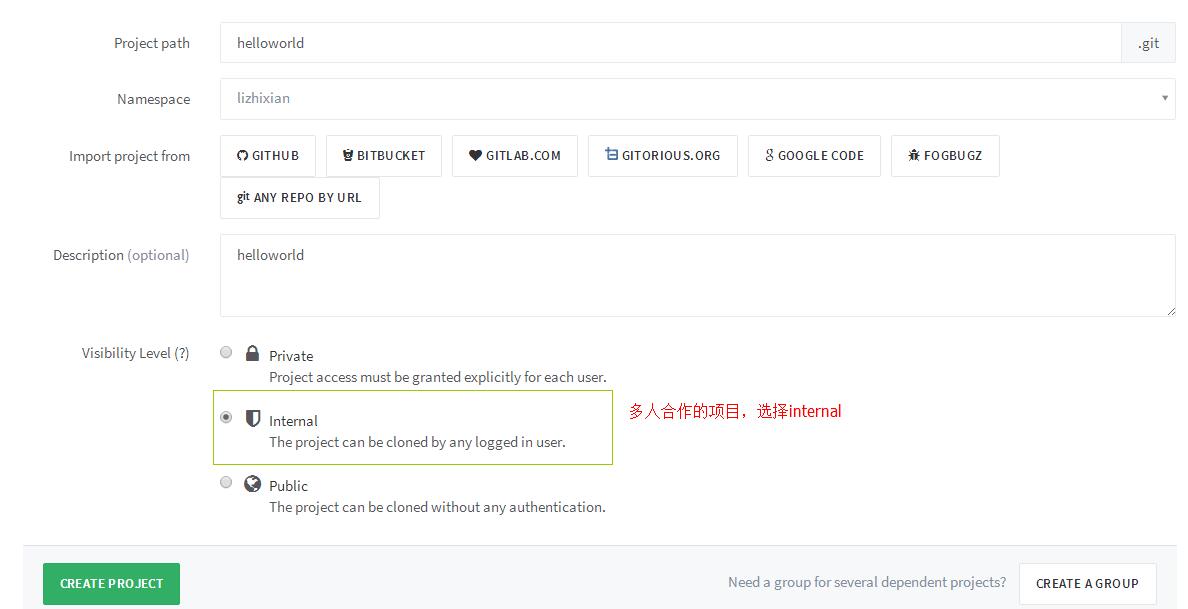 Project path helloworld .git
Namespace lizhixian
Import project from GITHUB BITBUCKET GITLAB.COM GITORIOUS.ORG GOOGLE CODE FOGBUGZ
git ANY REPO BY URL
Description (optional) helloworld
Visibility Level (?) Private
Project access must be granted explicitly for each user.
Internal 多人合作的项目，选择internal
The project can be cloned by any logged in user.
Public
The project can be cloned without any authentication.
CREATE PROJECT Need a group for several dependent projects? CREATE A GROUP